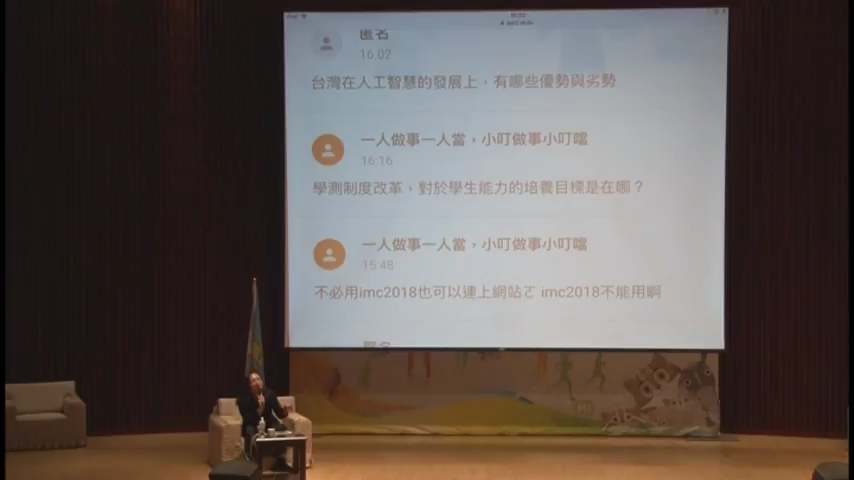 匿名
16:02
台灣在人工智慧的發展上，有哪些優勢與劣勢
一人做事一人當，小叮做事小叮噹
16:16
學測制度改革、對於學生能力的培養目標是在哪？
一人做事一人當，小叮做事小叮噹
15:48
不必用imc2018也可以連上網站ㄛ imc2018不能用啊
匿名